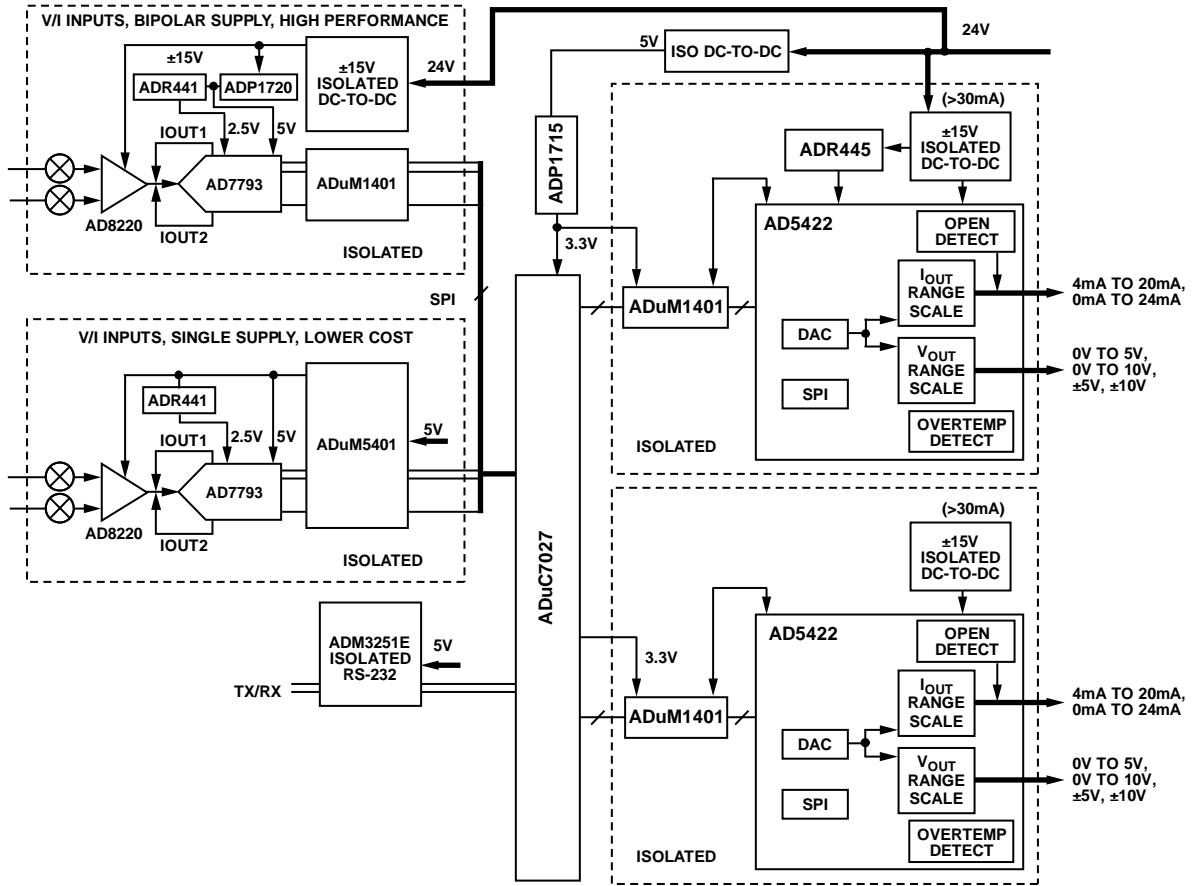 V/I INPUTS, BIPOLAR SUPPLY, HIGH PERFORMANCE
±15V
ADR441
ADP1720
±15V
ISOLATED
DC-TO-DC
24V
IOUT1
2.5V
5V
AD7793
ADuM1401
AD8220
IOUT2
ISOLATED
SPI
V/I INPUTS, SINGLE SUPPLY, LOWER COST
ADR441
IOUT1
2.5V
5V
ADuM5401
5V
AD7793
AD8220
IOUT2
ISOLATED
ADM3251E
ISOLATED
RS-232
5V
TX/RX
ADuC7027
5V
ISO DC-TO-DC
24V
ADP1715
3.3V
(>30mA)
ADR445
±15V
ISOLATED
DC-TO-DC
AD5422
OPEN
DETECT
ADuM1401
DAC
IOUT
RANGE
SCALE
4mA TO 20mA,
0mA TO 24mA
VOUT
RANGE
SCALE
0V TO 5V,
0V TO 10V,
±5V, ±10V
SPI
OVERTEMP
DETECT
ISOLATED
(>30mA)
±15V
ISOLATED
DC-TO-DC
AD5422
OPEN
DETECT
3.3V
ADuM1401
DAC
IOUT
RANGE
SCALE
4mA TO 20mA,
0mA TO 24mA
VOUT
RANGE
SCALE
0V TO 5V,
0V TO 10V,
±5V, ±10V
SPI
OVERTEMP
DETECT
ISOLATED